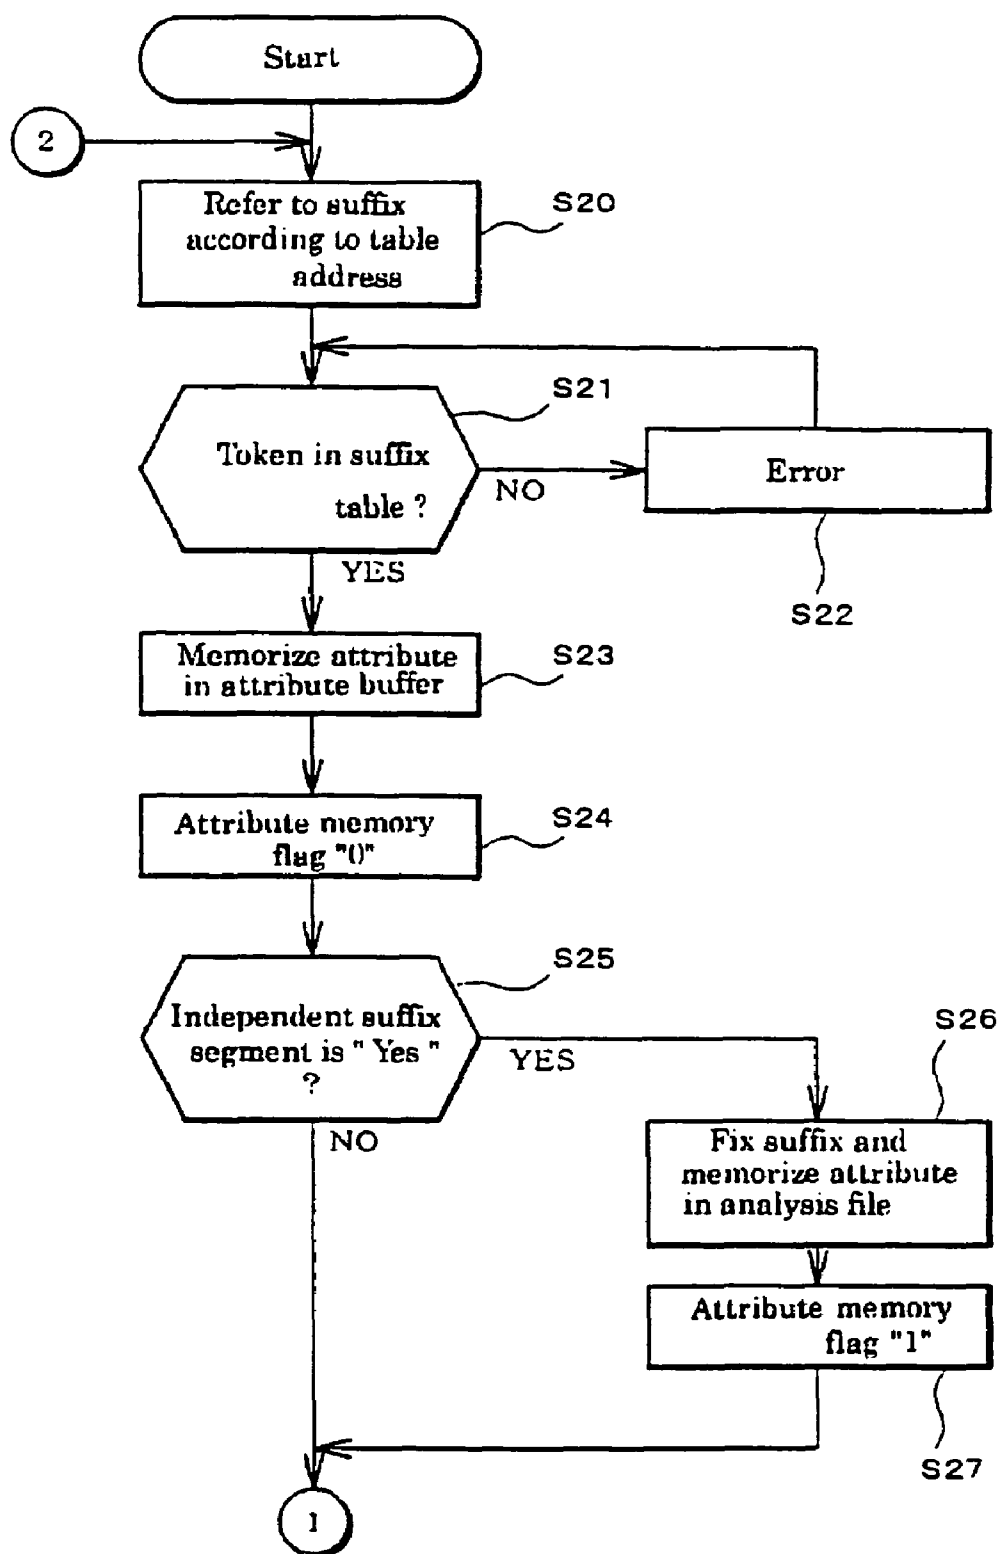 Start
2
Refer to suffix
according to table
address
S20
S21
Token in suffix
table ?
NO
Error
S22
YES
Memorize attribute
in attribute buffer
S23
Attribute memory
flag "0"
S24
S25
Independent suffix
segment is " Yes "
?
YES
S26
NO
Fix suffix and
memorize attribute
in analysis file
Attribute memory
flag "1"
S27
1